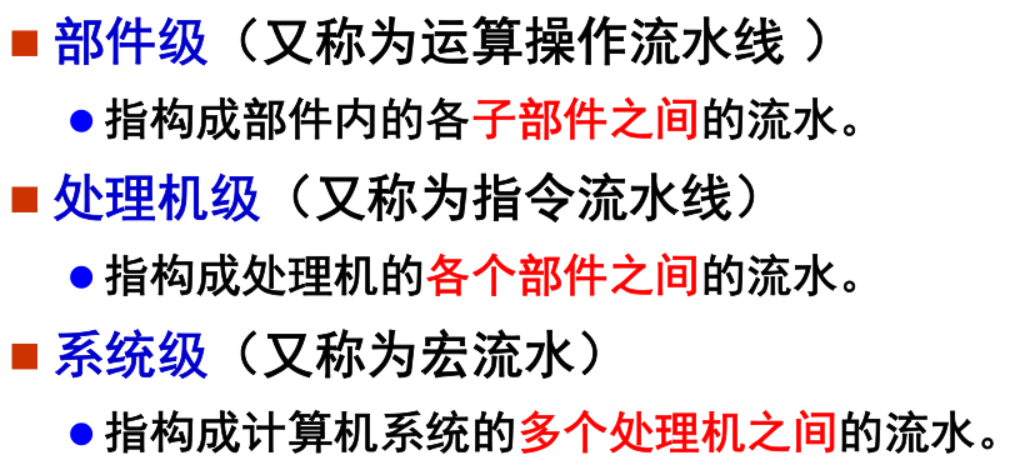 ■ 部件级（又称为运算操作流水线 ）
● 指构成部件内的各子部件之间的流水。
■ 处理机级（又称为指令流水线）
● 指构成处理机的各个部件之间的流水。
■ 系统级（又称为宏流水）
● 指构成计算机系统的多个处理机之间的流水。